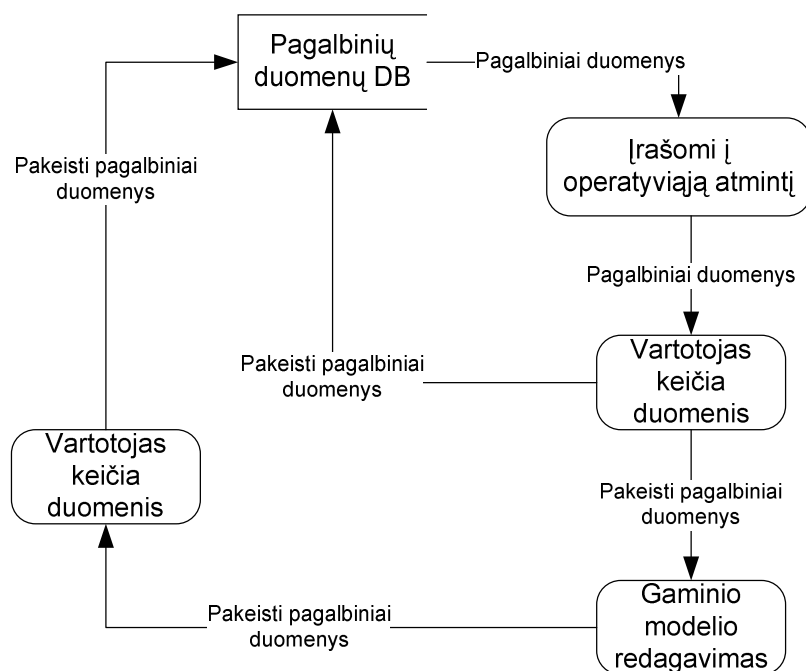 Pagalbinių
duomenų DB
Pagalbiniai duomenys
Įrašomi į
operatyviąją atmintį
Pakeisti pagalbiniai
duomenys
Pagalbiniai duomenys
Vartotojas
keičia
duomenis
Pakeisti pagalbiniai
duomenys
Vartotojas
keičia
duomenis
Pakeisti pagalbiniai
duomenys
Gaminio
modelio
redagavimas
Pakeisti pagalbiniai
duomenys